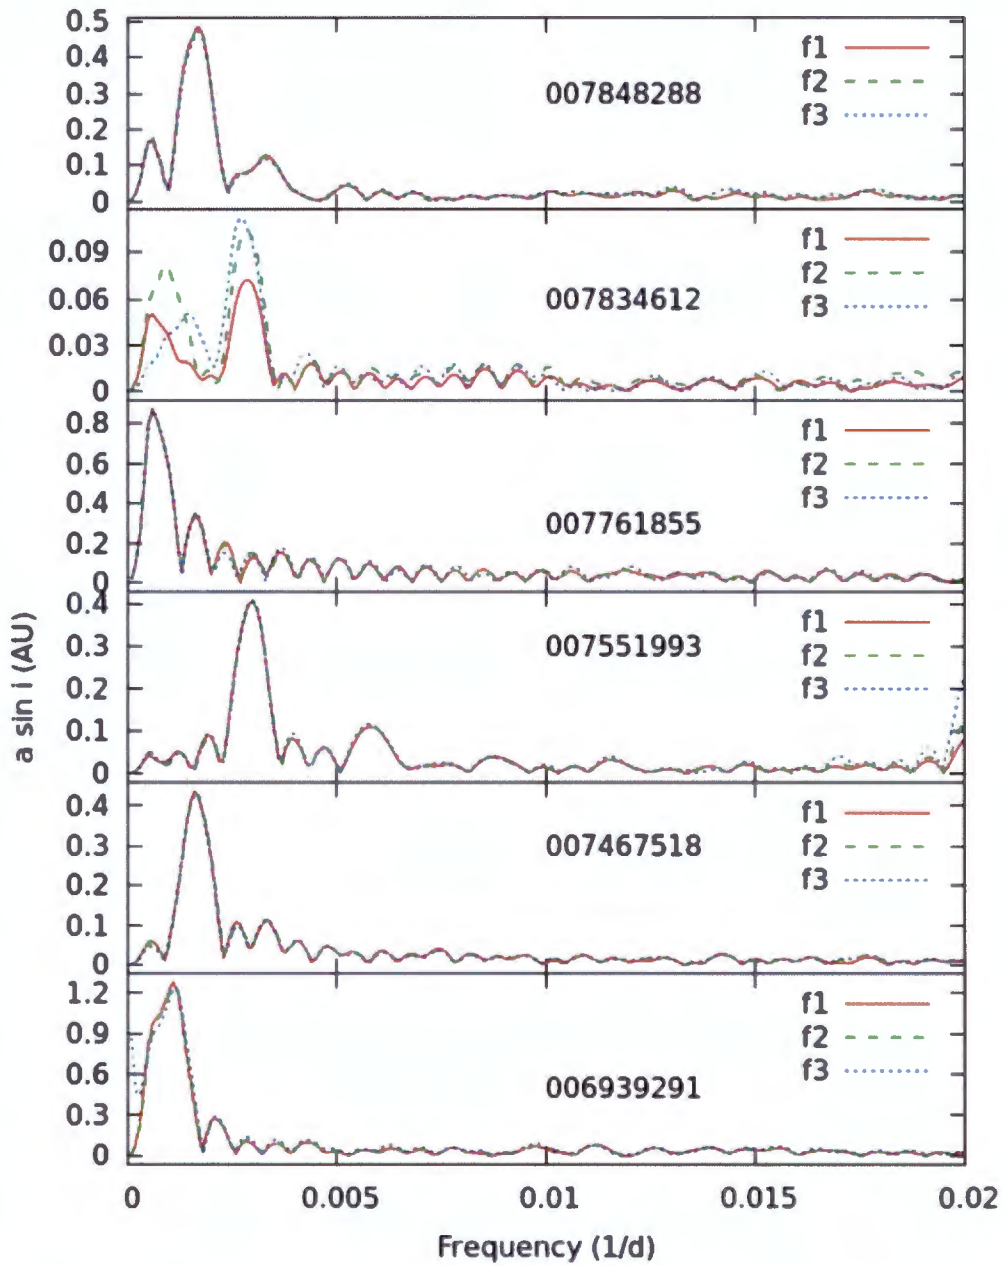 0.5
0.4
0.3
0.2
0.1
0
007848288
f1
f2
f3
0.09
0.06
0.03
0
007834612
f1
f2
f3
0.8
0.6
0.4
0.2
0
007761855
f1
f2
f3
0.4
0.3
0.2
0.1
0
007551993
f1
f2
f3
0.4
0.3
0.2
0.1
0
007467518
f1
f2
f3
1.2
0.9
0.6
0.3
0
006939291
f1
f2
f3
a sin i (AU)
0 0.005 0.01 0.015 0.02
Frequency (1/d)